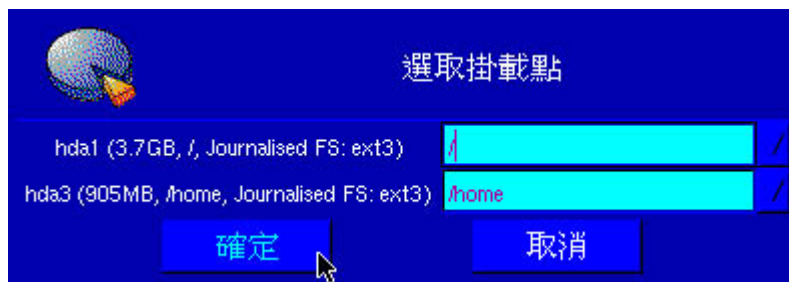 選取掛載點
hda1 (3.7GB, /, Journalised FS: ext3) / /
hda3 (905MB, /home, Journalised FS: ext3) /home /
確定 取消